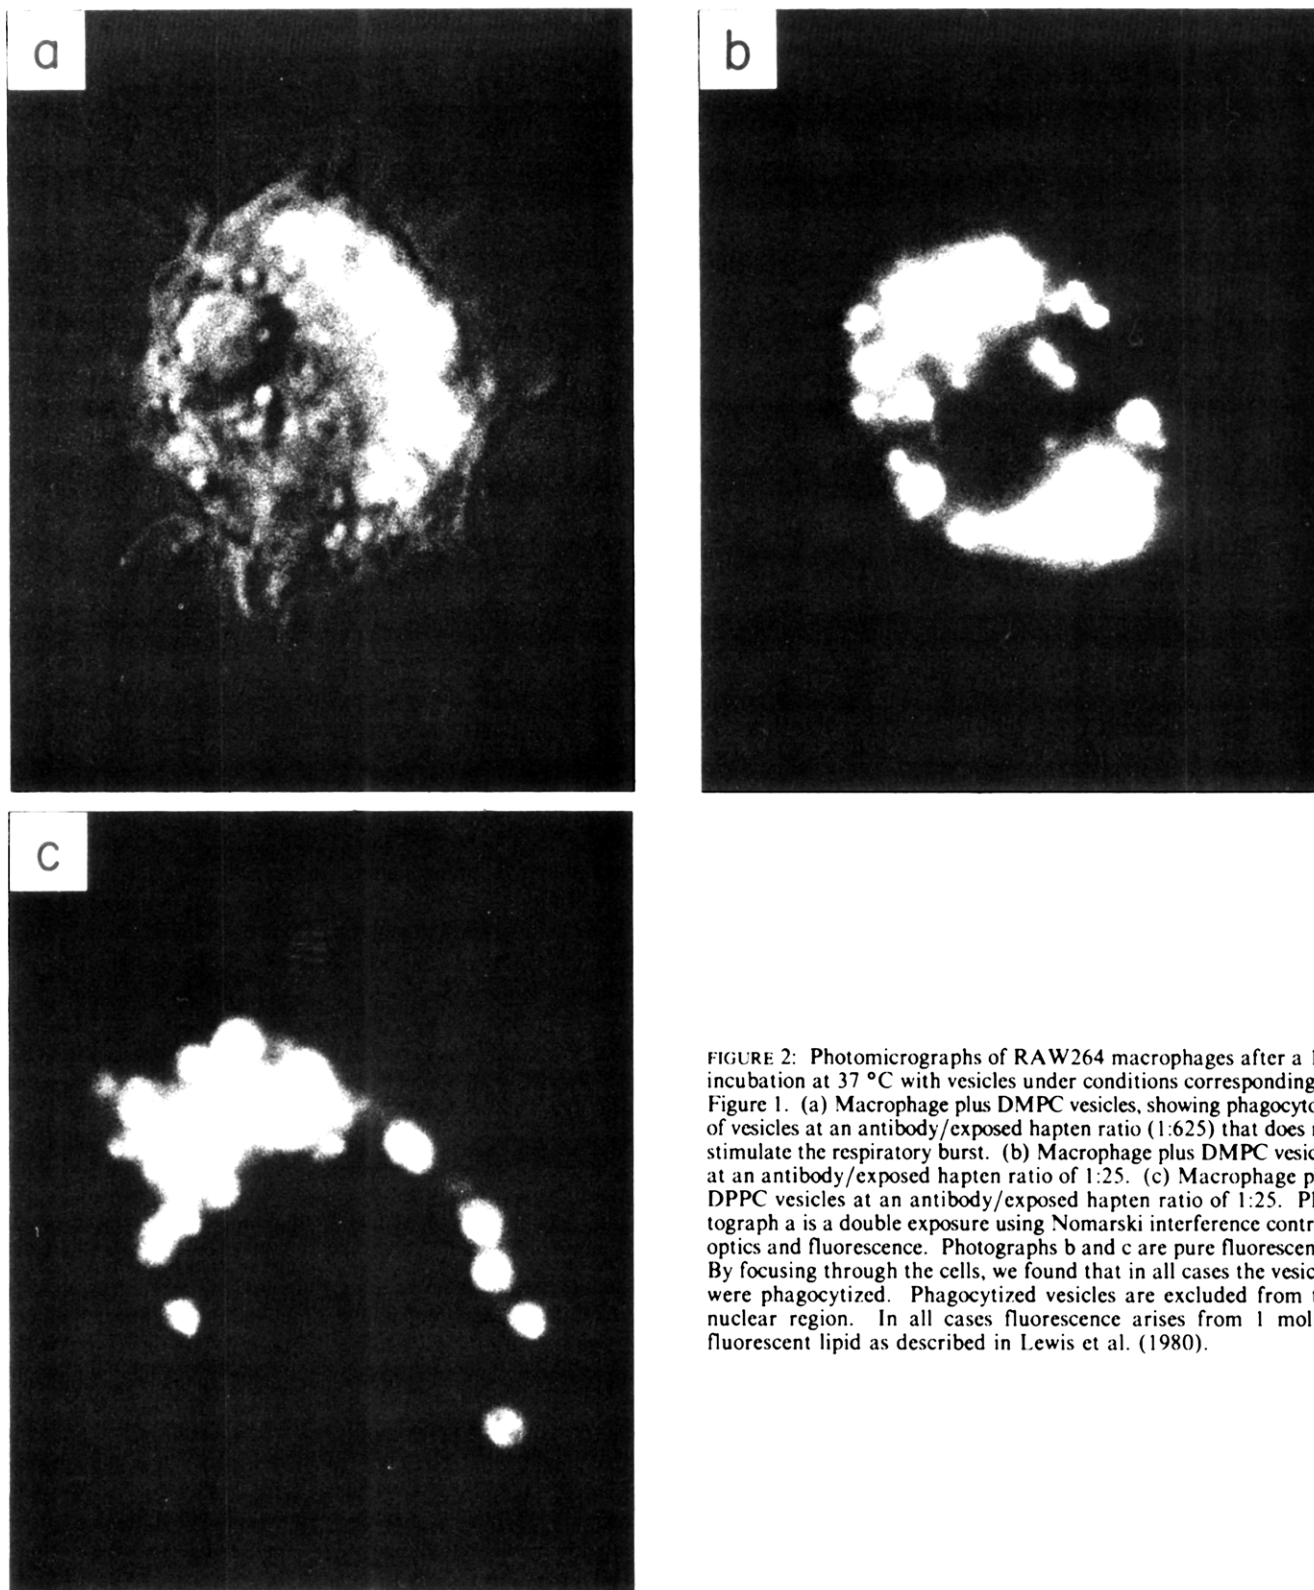 a
b
c
FIGURE 2: Photomicrographs of RAW264 macrophages after a
incubation at 37 °C with vesicles under conditions corresponding
Figure 1. (a) Macrophage plus DMPC vesicles, showing
of vesicles at an antibody/exposed hapten ratio (1:625) that does
stimulate the respiratory burst. (b) Macrophage plus DMPC
at an antibody/exposed hapten ratio of 1:25. (c) Macrophage
DPPC vesicles at an antibody/exposed hapten ratio of 1:25.
tograph a is a double exposure using Nomarski interference
optics and fluorescence. Photographs b and c are pure
By focusing through the cells, we found that in all cases the
were phagocytized. Phagocytized vesicles are excluded from
nuclear region. In all cases fluorescence arises from 1 mol
fluorescent lipid as described in Lewis et al. (1980).